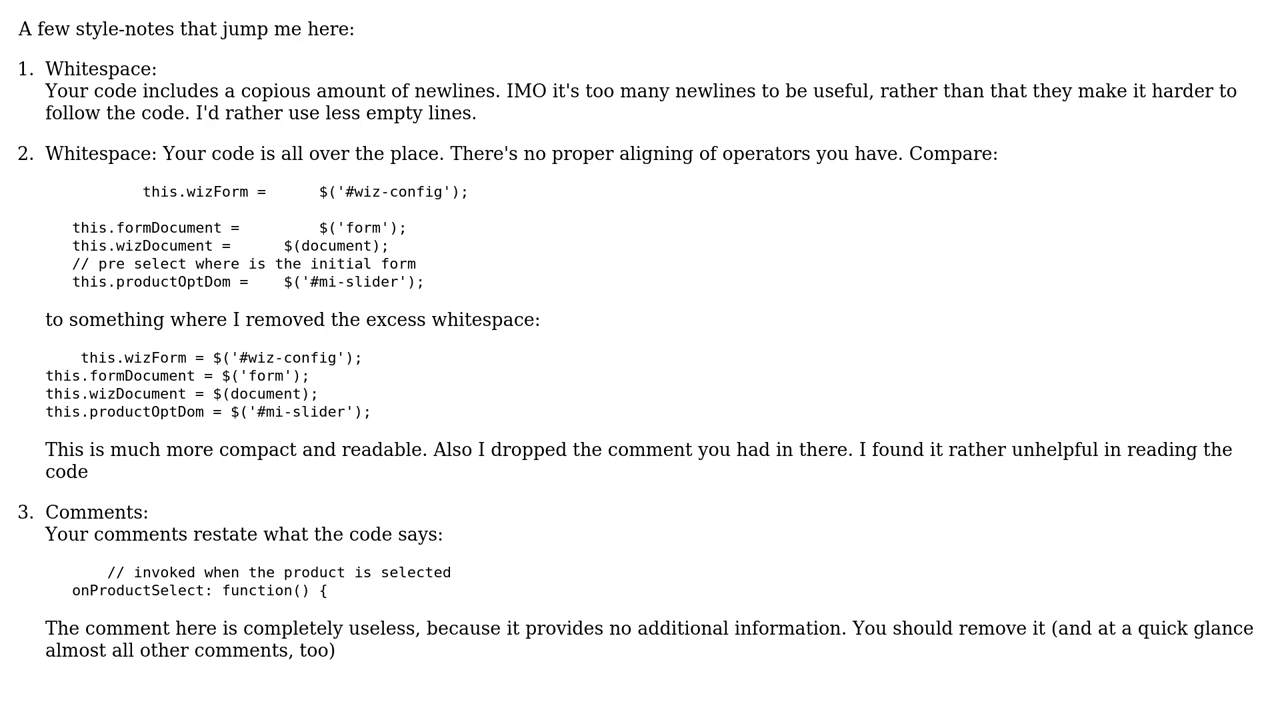 A few style-notes that jump me here:
1. Whitespace:
Your code includes a copious amount of newlines. IMO it's too many newlines to be useful, rather than that they make it harder to
follow the code. I'd rather use less empty lines.
2. Whitespace: Your code is all over the place. There's no proper aligning of operators you have. Compare:
        this.wizForm =      $('#wiz-config');
this.formDocument =         $('form');
this.wizDocument =      $(document);
// pre select where is the initial form
this.productOptDom =    $('#mi-slider');
to something where I removed the excess whitespace:
    this.wizForm = $('#wiz-config');
this.formDocument = $('form');
this.wizDocument = $(document);
this.productOptDom = $('#mi-slider');
This is much more compact and readable. Also I dropped the comment you had in there. I found it rather unhelpful in reading the
code
3. Comments:
Your comments restate what the code says:
    // invoked when the product is selected
onProductSelect: function() {
The comment here is completely useless, because it provides no additional information. You should remove it (and at a quick glance
almost all other comments, too)